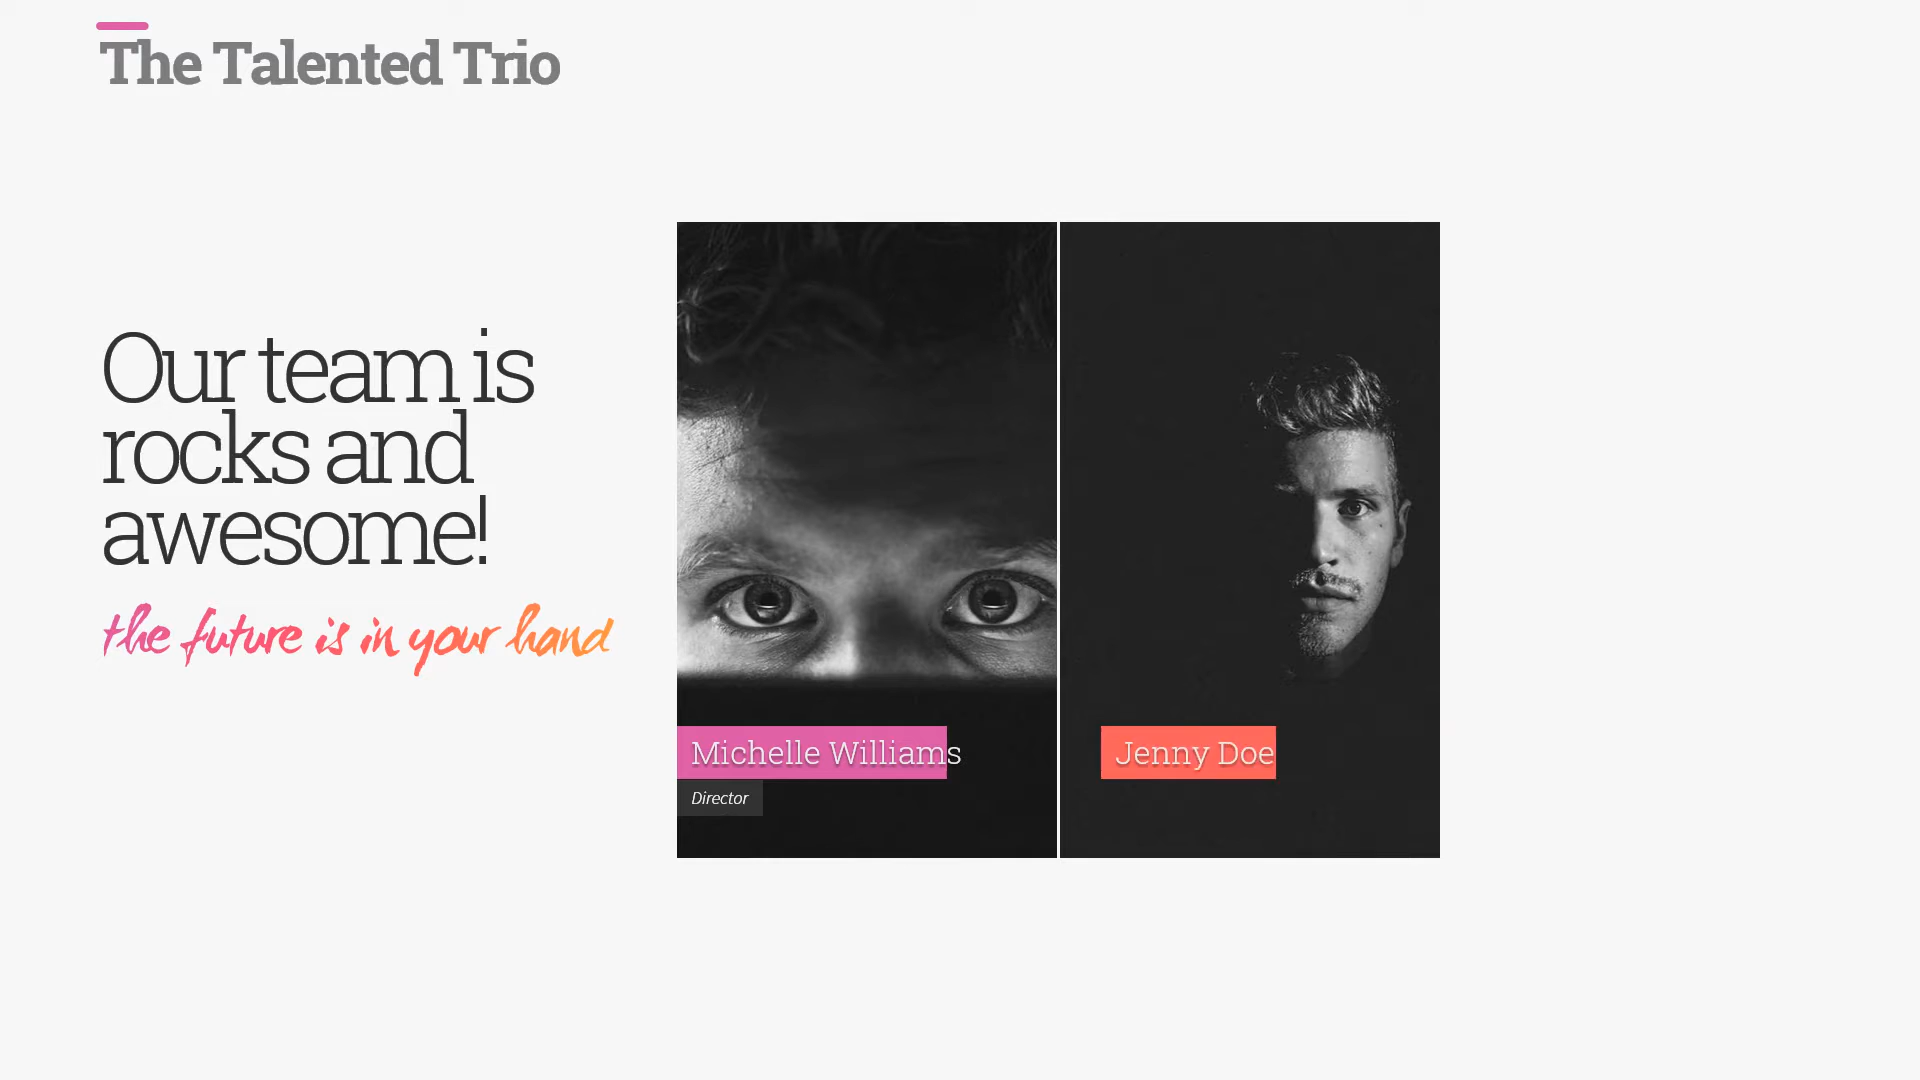 The Talented Trio
Our team is
rocks and
awesome!
the future is in your hand
Michelle Williams
Director
Jenny Doe